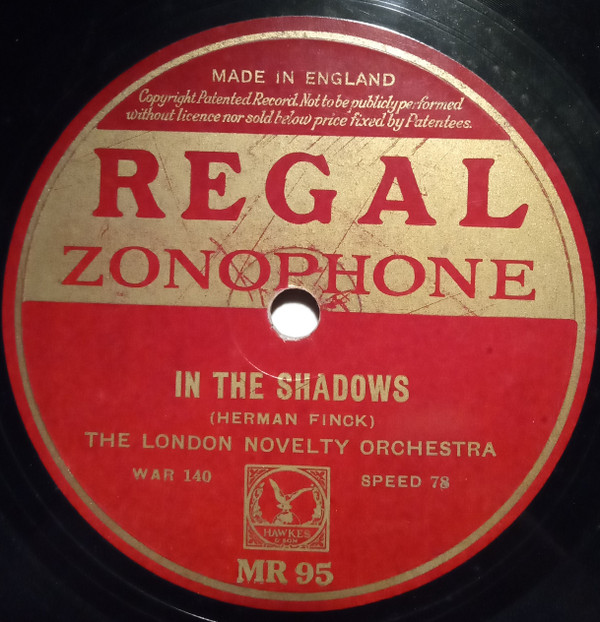 MADE IN ENGLAND
Copyright Patented Record. Not to be publicly performed
without licence nor sold below price fixed by Patentees.
REGAL
ZONOPHONE
IN THE SHADOWS
(HERMAN FINCK)
THE LONDON NOVELTY ORCHESTRA
WAR 140 SPEED 78
HAWKES
& SON
MR 95